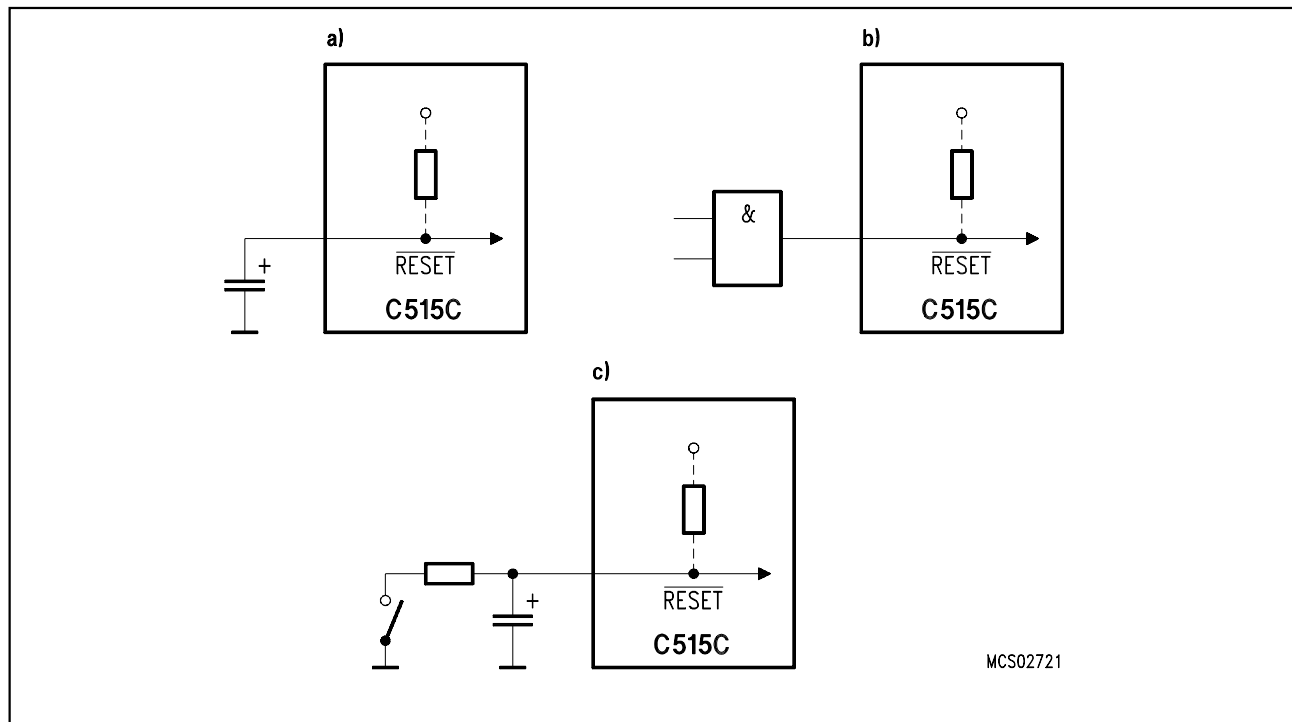 a)
+
RESET
C515C
b)
&
RESET
C515C
c)
+
RESET
C515C
MCS02721